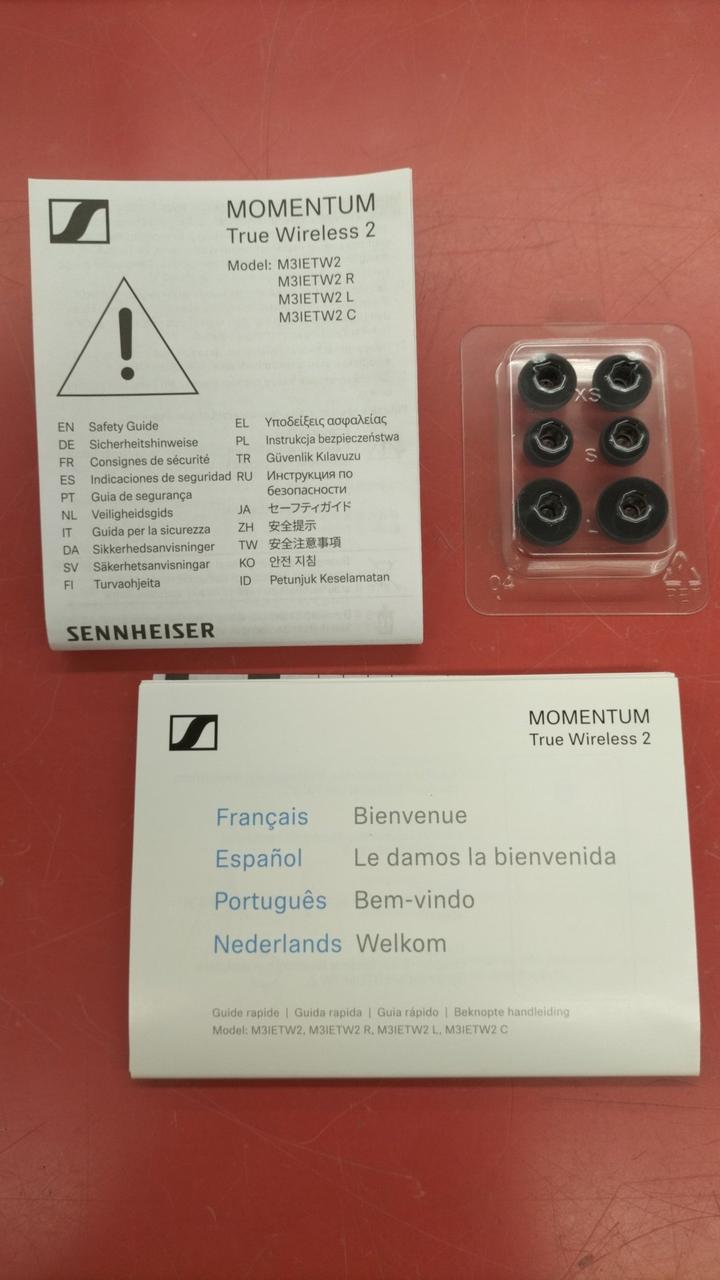 MOMENTUM
True Wireless 2
Model: M3IETW2
M3IETW2 R
M3IETW2 L
M3IETW2 C
EN Safety Guide
DE Sicherheitshinweise
FR Consignes de sécurité
ES Indicaciones de seguridad
PT Guia de segurança
NL Veiligheidsgids
IT Guida per la sicurezza
DA Sikkerhedsanvisninger
SV Säkerhetsanvisningar
FI Turvaohjeita
EL Υποδείξεις ασφαλείας
PL Instrukcja bezpieczeństwa
TR Güvenlik Kılavuzu
RU Инструкция по
безопасности
JA セーフティガイド
ZH 安全提示
TW 安全注意事項
KO 안전 지침
ID Petunjuk Keselamatan
SENNHEISER
XS
S
L
04
PET
MOMENTUM
True Wireless 2
Français Bienvenue
Español Le damos la bienvenida
Português Bem-vindo
Nederlands Welkom
Guide rapide | Guida rapida | Guia rápido | Beknopte handleiding
Model: M3IETW2, M3IETW2 R, M3IETW2 L, M3IETW2 C